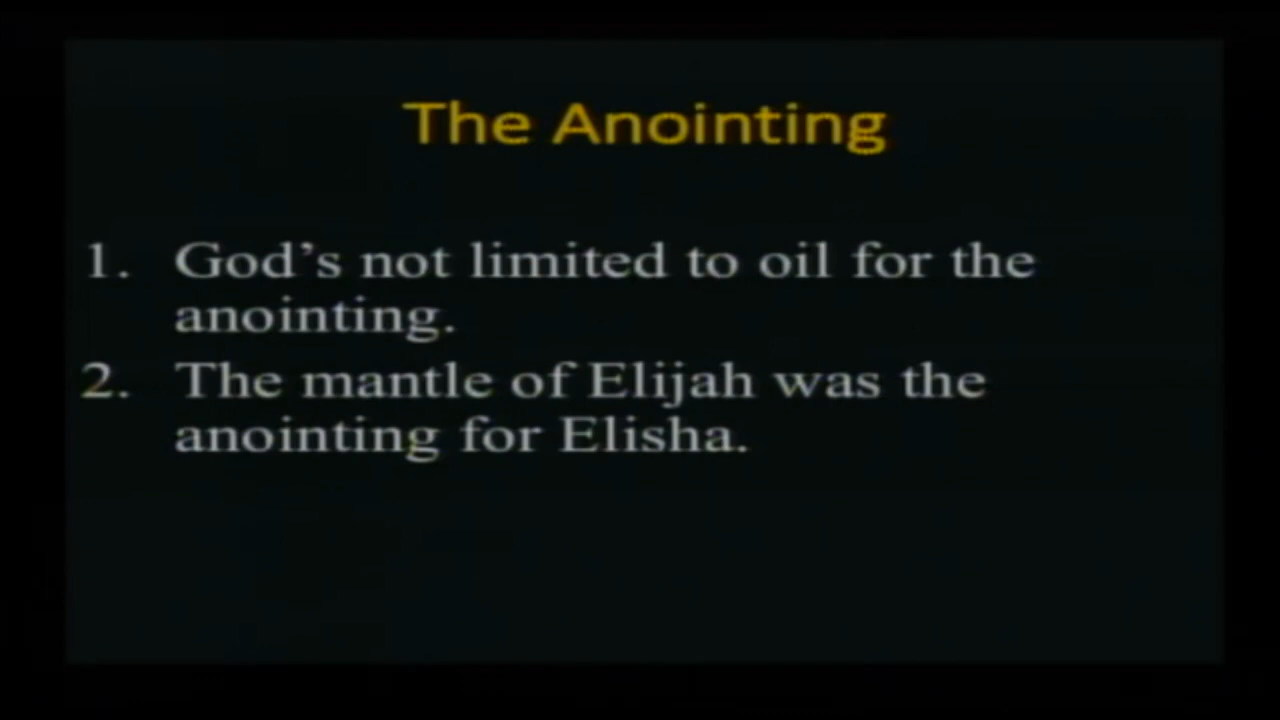 The Anointing
1. God's not limited to oil for the
anointing.
2. The mantle of Elijah was the
anointing for Elisha.